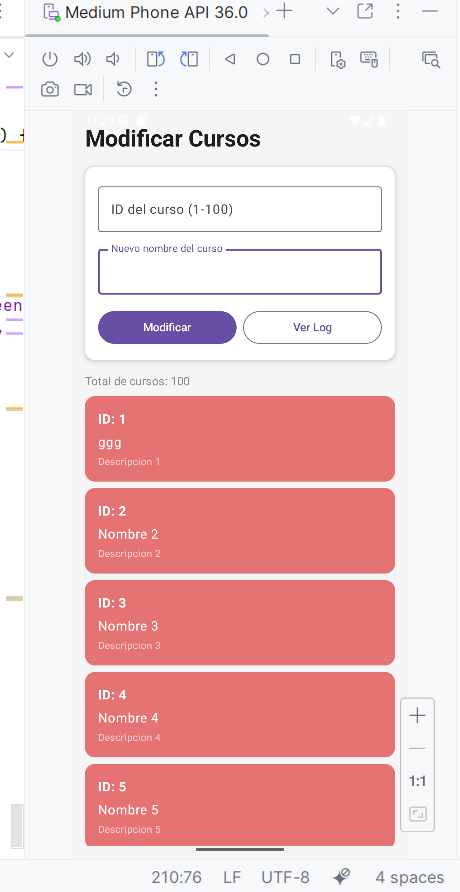 Medium Phone API 36.0
11:23
Modificar Cursos
ID del curso (1-100)
Nuevo nombre del curso
Modificar
Ver Log
Total de cursos: 100
ID: 1
ggg
Descripcion 1
ID: 2
Nombre 2
Descripcion 2
ID: 3
Nombre 3
Descripcion 3
ID: 4
Nombre 4
Descripcion 4
een
1:1
ID: 5
Nombre 5
Descripcion 5
210:76 LF UTF-8 4 spaces